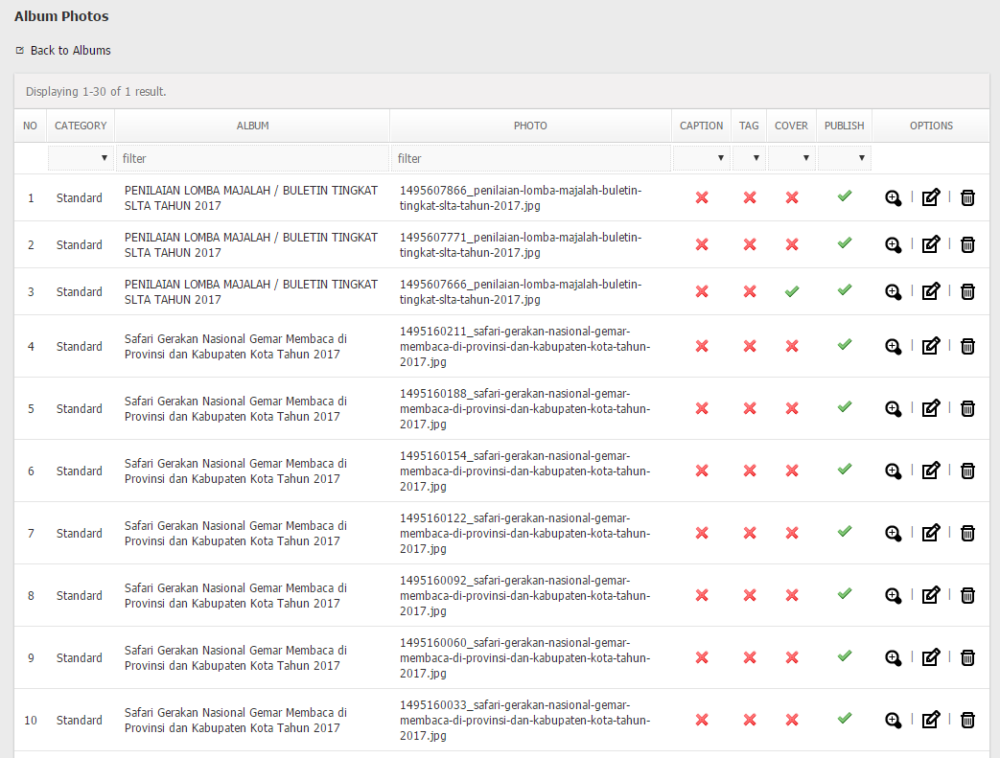 Album Photos
Back to Albums
Displaying 1-30 of 1 result.
NO CATEGORY ALBUM PHOTO CAPTION TAG COVER PUBLISH OPTIONS
filter filter
1 Standard PENILAIAN LOMBA MAJALAH / BULETIN TINGKAT SLTA TAHUN 2017 1495607866_penilaian-lomba-majalah-buletin-tingkat-slta-tahun-2017.jpg
2 Standard PENILAIAN LOMBA MAJALAH / BULETIN TINGKAT SLTA TAHUN 2017 1495607771_penilaian-lomba-majalah-buletin-tingkat-slta-tahun-2017.jpg
3 Standard PENILAIAN LOMBA MAJALAH / BULETIN TINGKAT SLTA TAHUN 2017 1495607666_penilaian-lomba-majalah-buletin-tingkat-slta-tahun-2017.jpg
4 Standard Safari Gerakan Nasional Gemar Membaca di Provinsi dan Kabupaten Kota Tahun 2017 1495160211_safari-gerakan-nasional-gemar-membaca-di-provinsi-dan-kabupaten-kota-tahun-2017.jpg
5 Standard Safari Gerakan Nasional Gemar Membaca di Provinsi dan Kabupaten Kota Tahun 2017 1495160188_safari-gerakan-nasional-gemar-membaca-di-provinsi-dan-kabupaten-kota-tahun-2017.jpg
6 Standard Safari Gerakan Nasional Gemar Membaca di Provinsi dan Kabupaten Kota Tahun 2017 1495160154_safari-gerakan-nasional-gemar-membaca-di-provinsi-dan-kabupaten-kota-tahun-2017.jpg
7 Standard Safari Gerakan Nasional Gemar Membaca di Provinsi dan Kabupaten Kota Tahun 2017 1495160122_safari-gerakan-nasional-gemar-membaca-di-provinsi-dan-kabupaten-kota-tahun-2017.jpg
8 Standard Safari Gerakan Nasional Gemar Membaca di Provinsi dan Kabupaten Kota Tahun 2017 1495160092_safari-gerakan-nasional-gemar-membaca-di-provinsi-dan-kabupaten-kota-tahun-2017.jpg
9 Standard Safari Gerakan Nasional Gemar Membaca di Provinsi dan Kabupaten Kota Tahun 2017 1495160060_safari-gerakan-nasional-gemar-membaca-di-provinsi-dan-kabupaten-kota-tahun-2017.jpg
10 Standard Safari Gerakan Nasional Gemar Membaca di Provinsi dan Kabupaten Kota Tahun 2017 1495160033_safari-gerakan-nasional-gemar-membaca-di-provinsi-dan-kabupaten-kota-tahun-2017.jpg